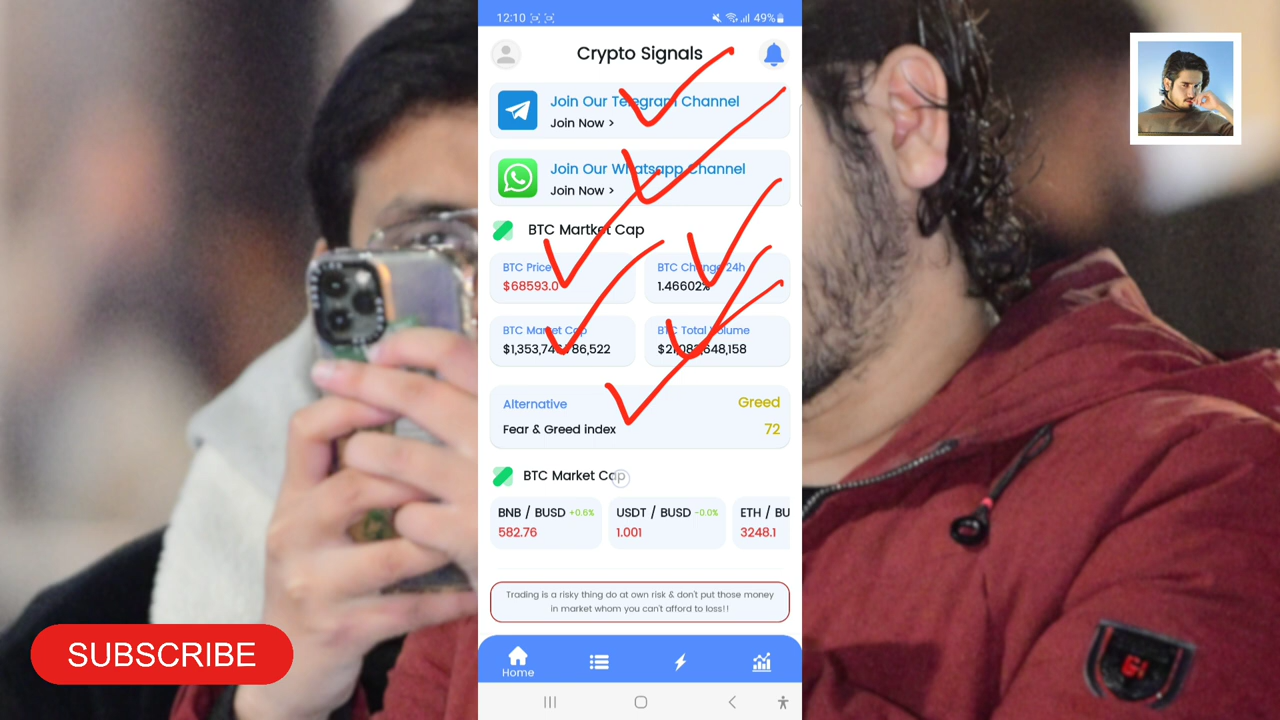 12:10
49%
Crypto Signals
Join Our Telegram Channel
Join Now >
Join Our Whatsapp Channel
Join Now >
BTC Martket Cap
BTC Price
$68593.0
BTC Change 24h
1.46602%
BTC Market Cap
BTC Total Volume
Alternative
Greed
Fear & Greed index
72
BTC Market Cap
BNB / BUSD +0.6%
582.76
USDT / BUSD -0.0%
1.001
ETH / BU
3248.1
Trading is a risky thing do at own risk & don't put those money
in market whom you can't afford to loss!!
Home
SUBSCRIBE